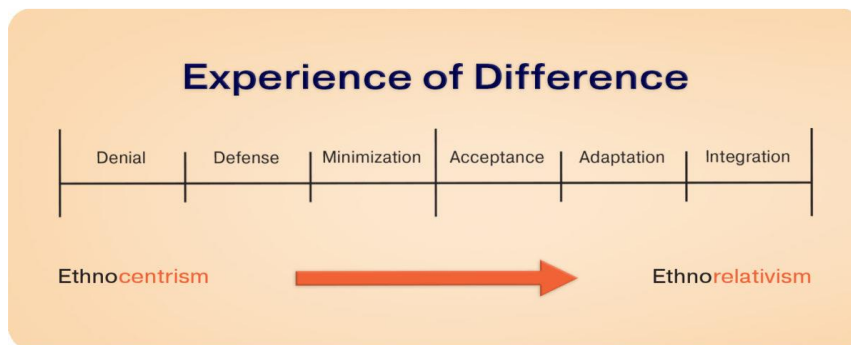 Experience of Difference
Denial Defense Minimization Acceptance Adaptation Integration
Ethnocentrism Ethnorelativism